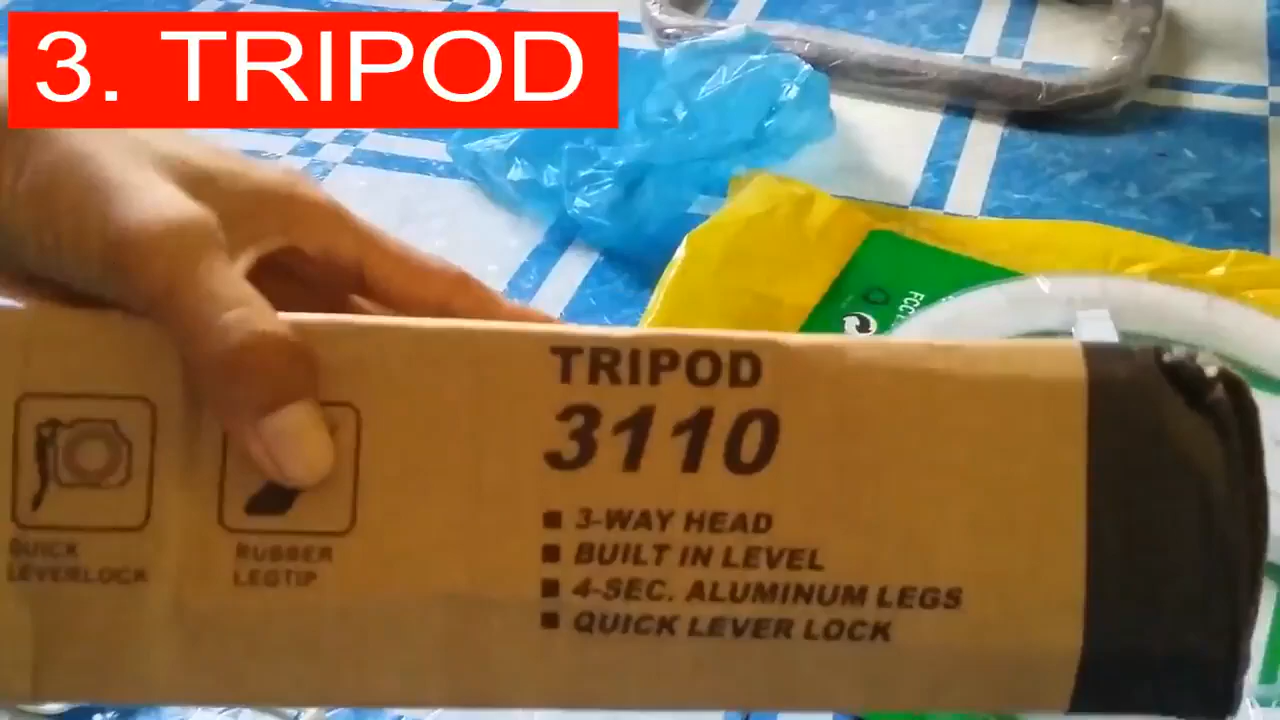 3. TRIPOD
FCC
TRIPOD
3110
3-WAY HEAD
BUILT IN LEVEL
4-SEC. ALUMINUM LEGS
QUICK LEVER LOCK
QUICK
LEVERLOCK
RUBBER
LEGTIP